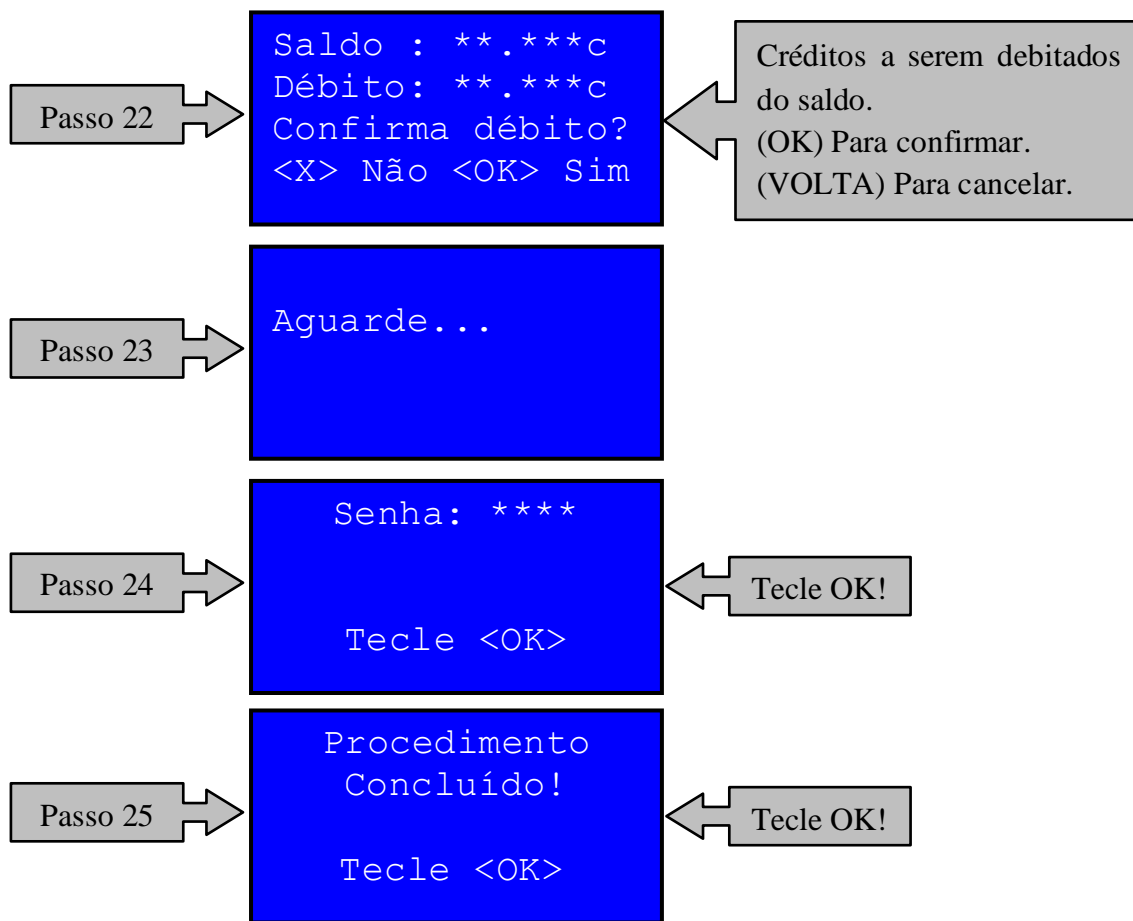 Passo 22
Saldo : **.***c
Débito: **.***c
Confirma débito?
<X> Não <OK> Sim
Créditos a serem debitados
do saldo.
(OK) Para confirmar.
(VOLTA) Para cancelar.
Passo 23
Aguarde...
Passo 24
Senha: ****
Tecle <OK>
Tecle OK!
Passo 25
Procedimento
Concluído!
Tecle <OK>
Tecle OK!